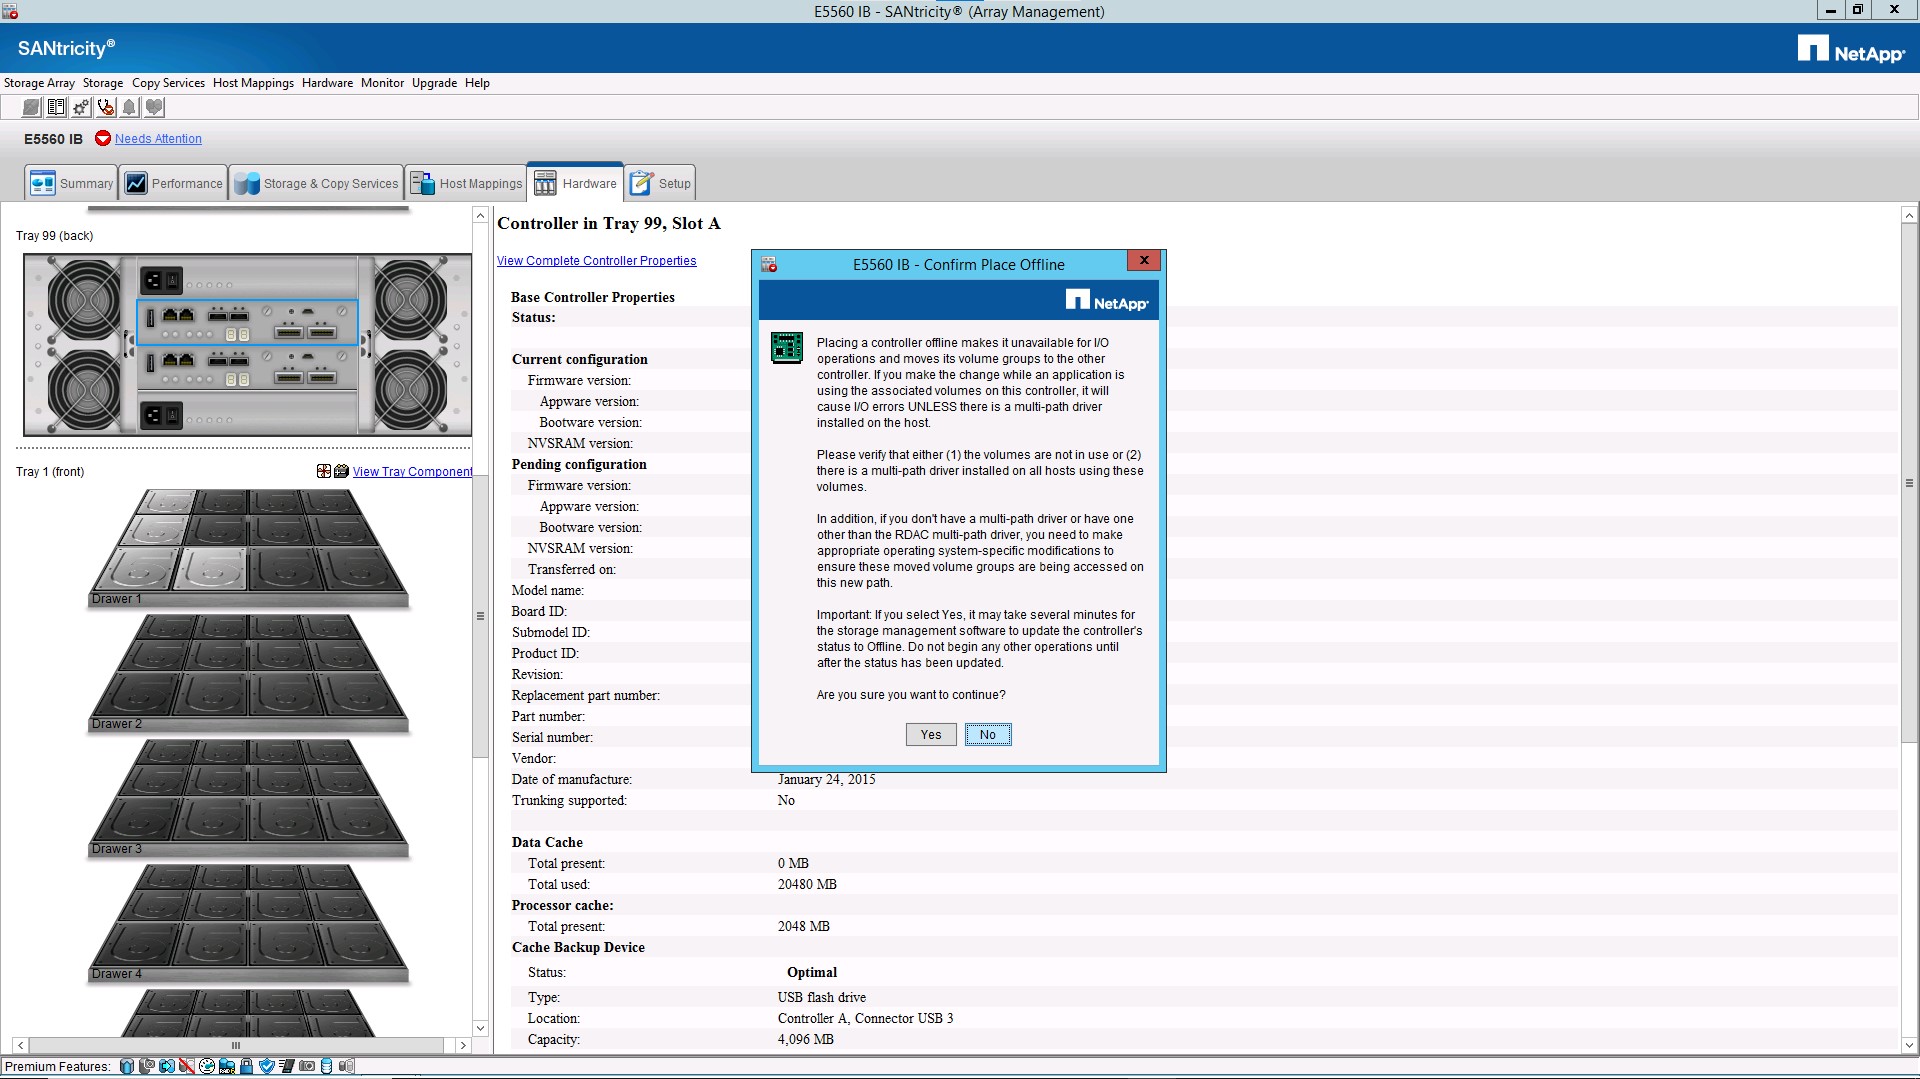 E5560 IB - SANtricity® (Array Management)
SANtricity®
NetApp®
Storage Array Storage Copy Services Host Mappings Hardware Monitor Upgrade Help
E5560 IB Needs Attention
Summary Performance Storage & Copy Services Host Mappings Hardware Setup
Tray 99 (back)
Tray 1 (front) View Tray Component
Drawer 1
Drawer 2
Drawer 3
Drawer 4
Controller in Tray 99, Slot A
View Complete Controller Properties
Base Controller Properties
Status:
Current configuration
Firmware version:
Appware version:
Bootware version:
NVSRAM version:
Pending configuration
Firmware version:
Appware version:
Bootware version:
NVSRAM version:
Transferred on:
Model name:
Board ID:
Submodel ID:
Product ID:
Revision:
Replacement part number:
Part number:
Serial number:
Vendor:
Date of manufacture: January 24, 2015
Trunking supported: No
Data Cache
Total present: 0 MB
Total used: 20480 MB
Processor cache:
Total present: 2048 MB
Cache Backup Device
Status: Optimal
Type: USB flash drive
Location: Controller A, Connector USB 3
Capacity: 4,096 MB
E5560 IB - Confirm Place Offline
NetApp®
Placing a controller offline makes it unavailable for I/O
operations and moves its volume groups to the other
controller. If you make the change while an application is
using the associated volumes on this controller, it will
cause I/O errors UNLESS there is a multi-path driver
installed on the host.
Please verify that either (1) the volumes are not in use or (2)
there is a multi-path driver installed on all hosts using these
volumes.
In addition, if you don't have a multi-path driver or have one
other than the RDAC multi-path driver, you need to make
appropriate operating system-specific modifications to
ensure these moved volume groups are being accessed on
this new path.
Important: If you select Yes, it may take several minutes for
the storage management software to update the controller's
status to Offline. Do not begin any other operations until
after the status has been updated.
Are you sure you want to continue?
Yes No
Premium Features: